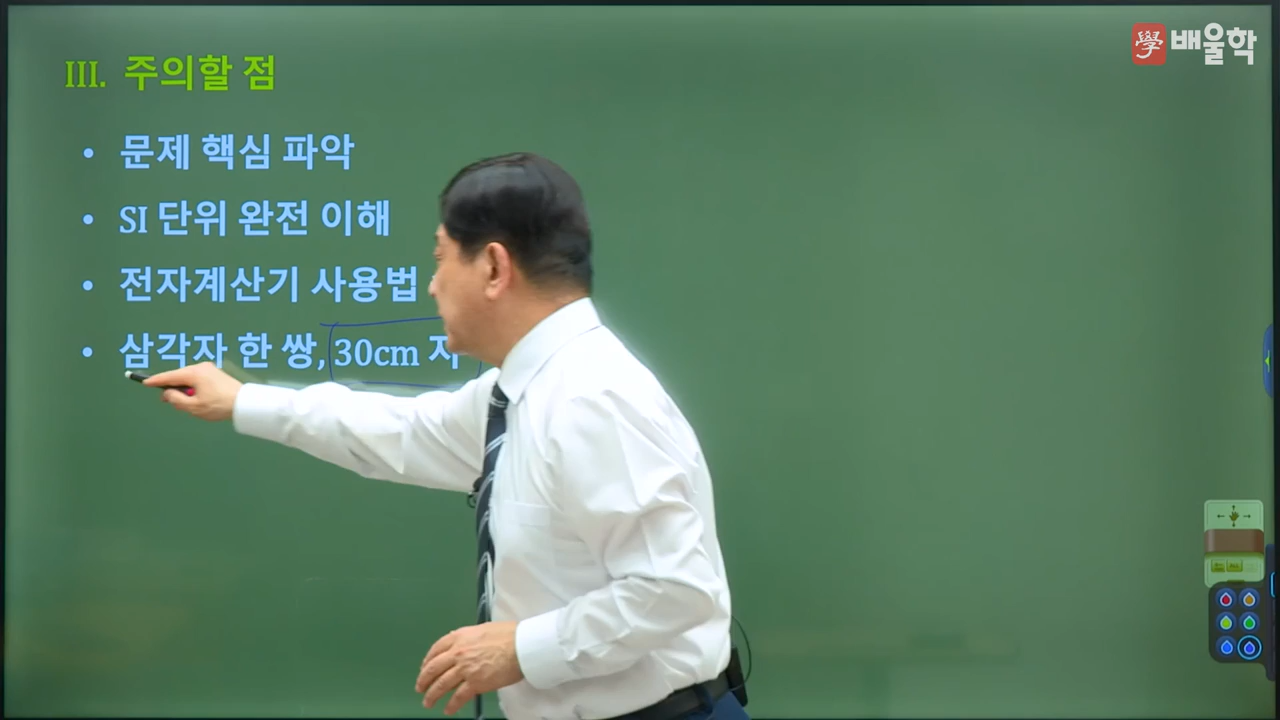 學 배울학
III. 주의할 점
• 문제 핵심 파악
• SI 단위 완전 이해
• 전자계산기 사용법
• 삼각자 한 쌍, 30cm 자